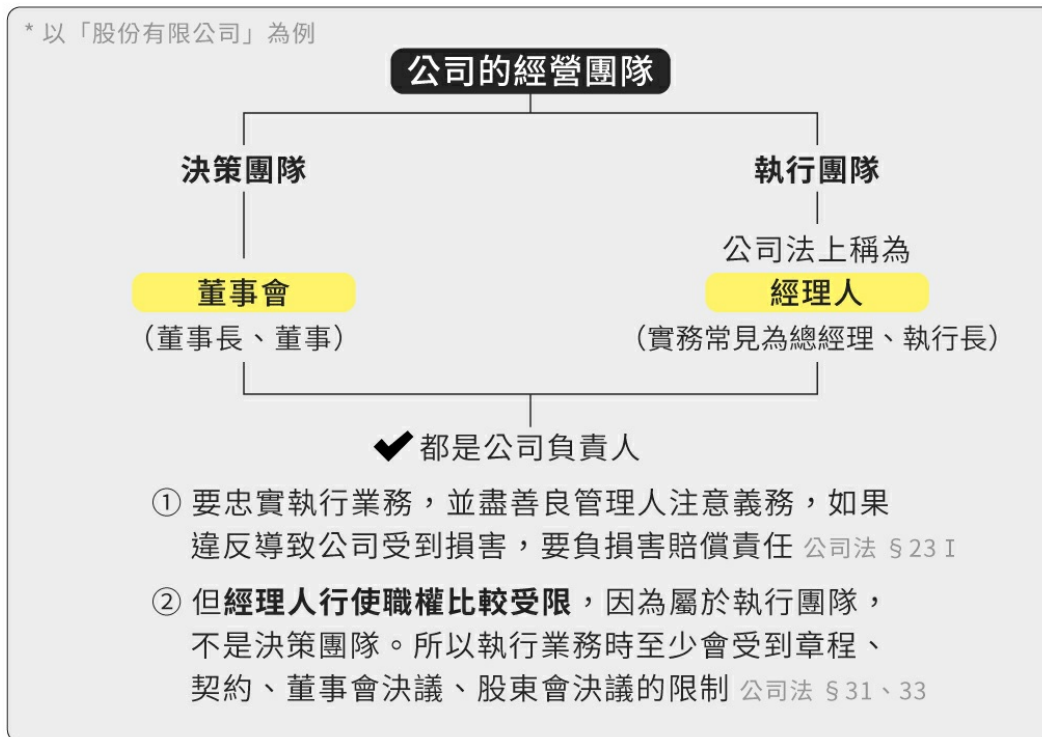 * 以「股份有限公司」為例
公司的經營團隊
決策團隊
執行團隊
公司法上稱為
董事會
經理人
（董事長、董事）
（實務常見為總經理、執行長）
✔都是公司負責人
① 要忠實執行業務，並盡善良管理人注意義務，如果
違反導致公司受到損害，要負損害賠償責任 公司法 §23 I
② 但經理人行使職權比較受限，因為屬於執行團隊，
不是決策團隊。所以執行業務時至少會受到章程、
契約、董事會決議、股東會決議的限制 公司法 §31、33